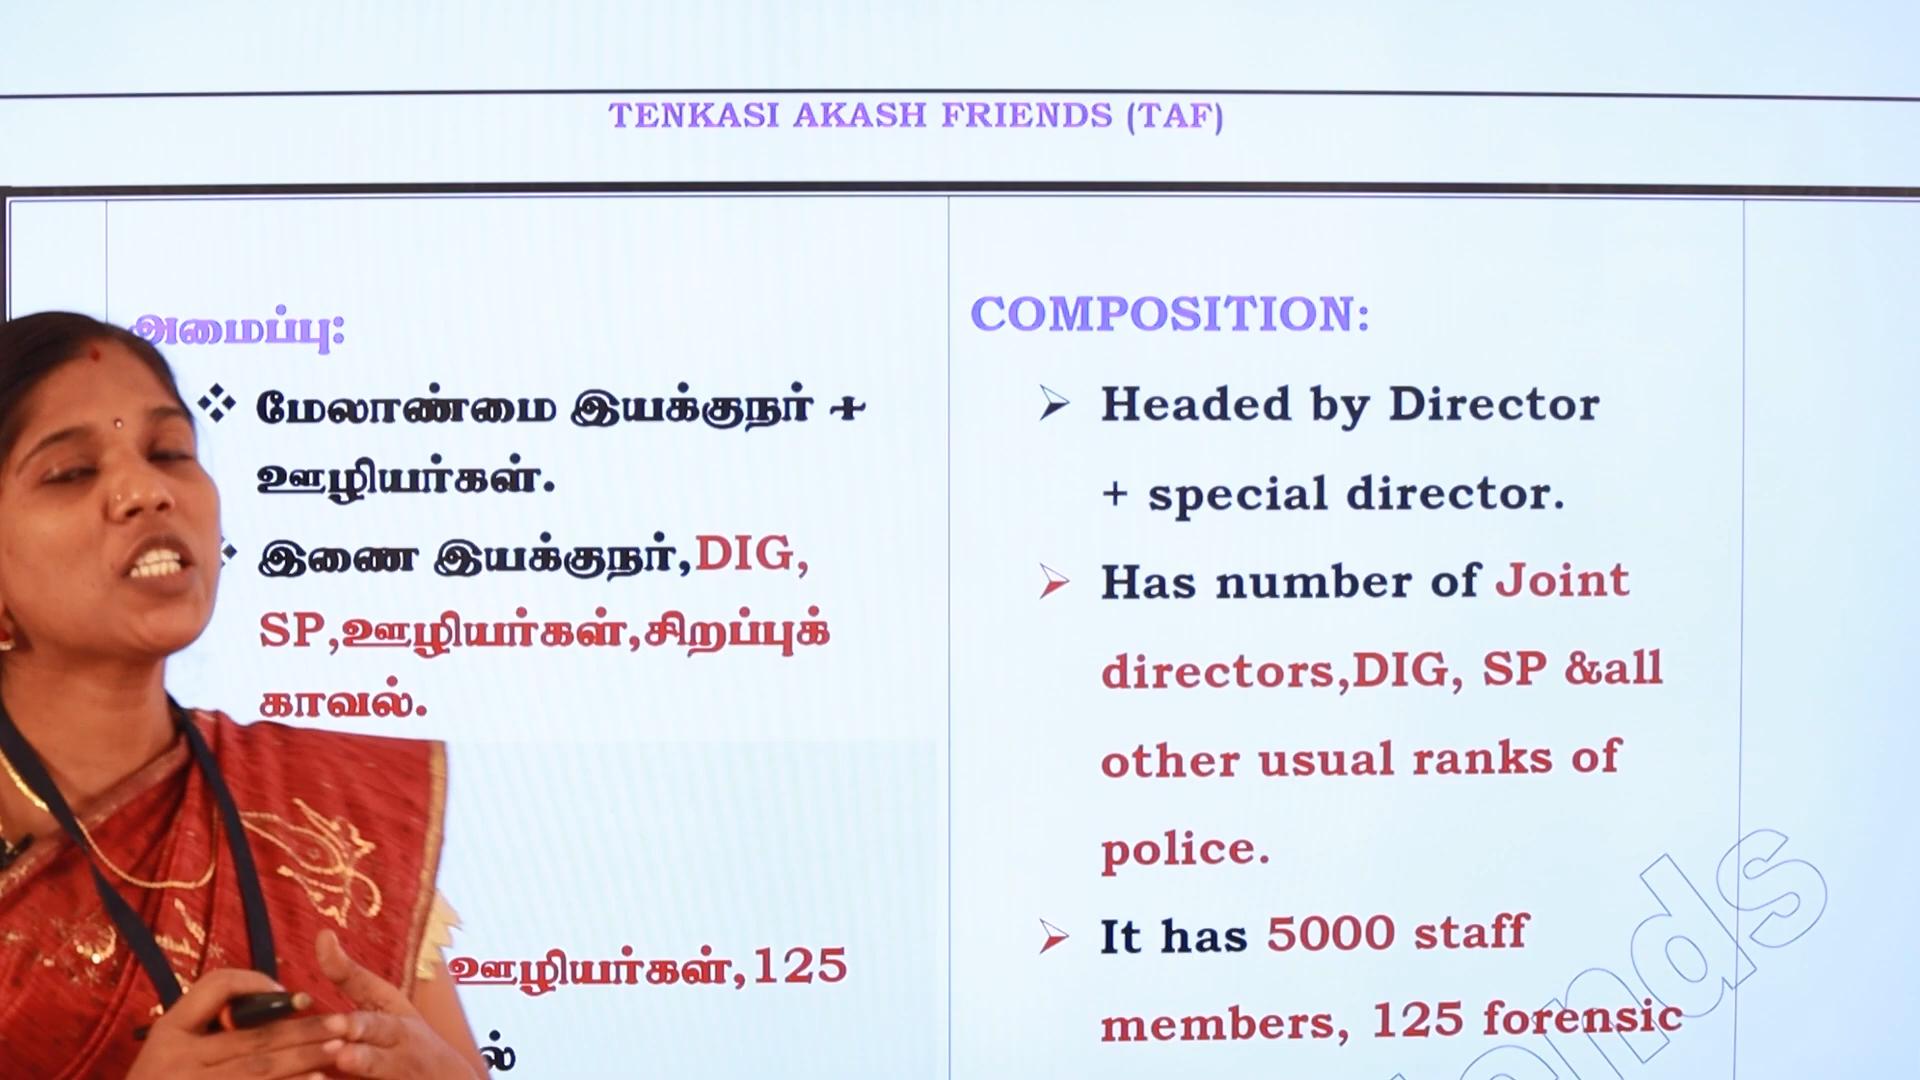 TENKASI AKASH FRIENDS (TAF)
அமைப்பு:
மேலாண்மை இயக்குநர் +
ஊழியர்கள்.
இணை இயக்குநர்,DIG,
SP,ஊழியர்கள்,சிறப்புக்
காவல்.
ஊழியர்கள்,125
COMPOSITION:
Headed by Director
+ special director.
Has number of Joint
directors,DIG, SP &all
other usual ranks of
police.
It has 5000 staff
members, 125 forensic